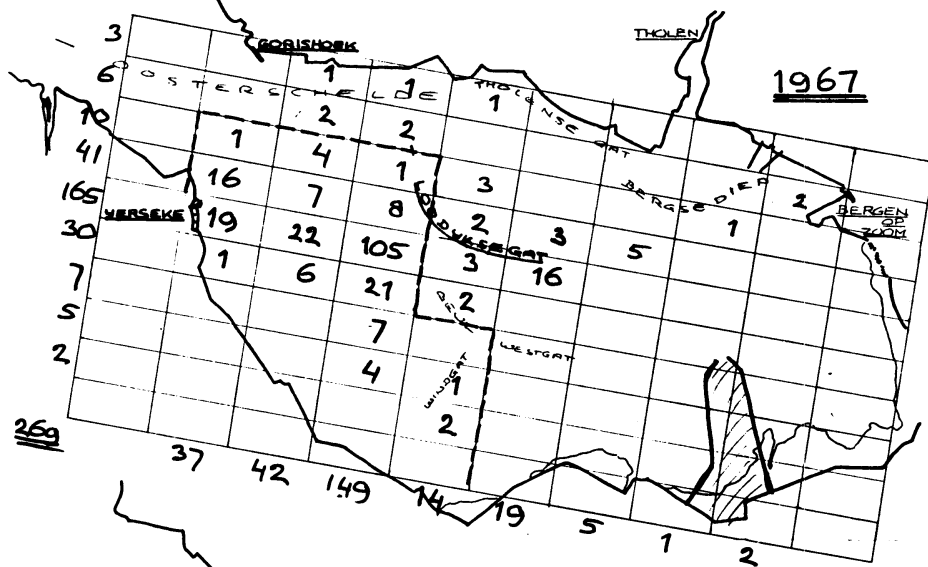 3
GORISHOEK
THOLEN
1967
6 OOSTERSCHELDE 1 1 1
THOLENSE GAT
10 2 2
41 1 4 1 3
BERGSE DIEP 2
BERGEN OP ZOOM
165 16 7 8 2 3 5 1
YERSEKE
30 19 22 105 3 16
7 1 6 21 2
5 7
WESTGAT
2 4 1
WINDGAT
2
269
37 42 149 14 19 5 1 2